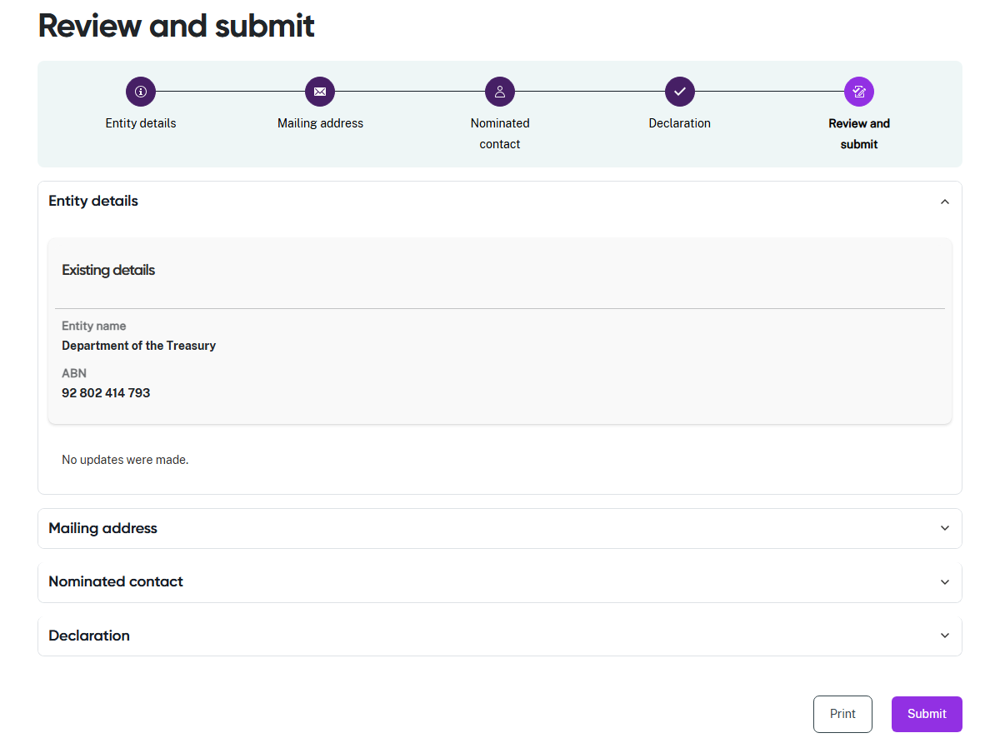 Review and submit
Entity details
Mailing address
Nominated
contact
Declaration
Review and
submit
Entity details
Existing details
Entity name
Department of the Treasury
ABN
92 802 414 793
No updates were made.
Mailing address
Nominated contact
Declaration
Print
Submit